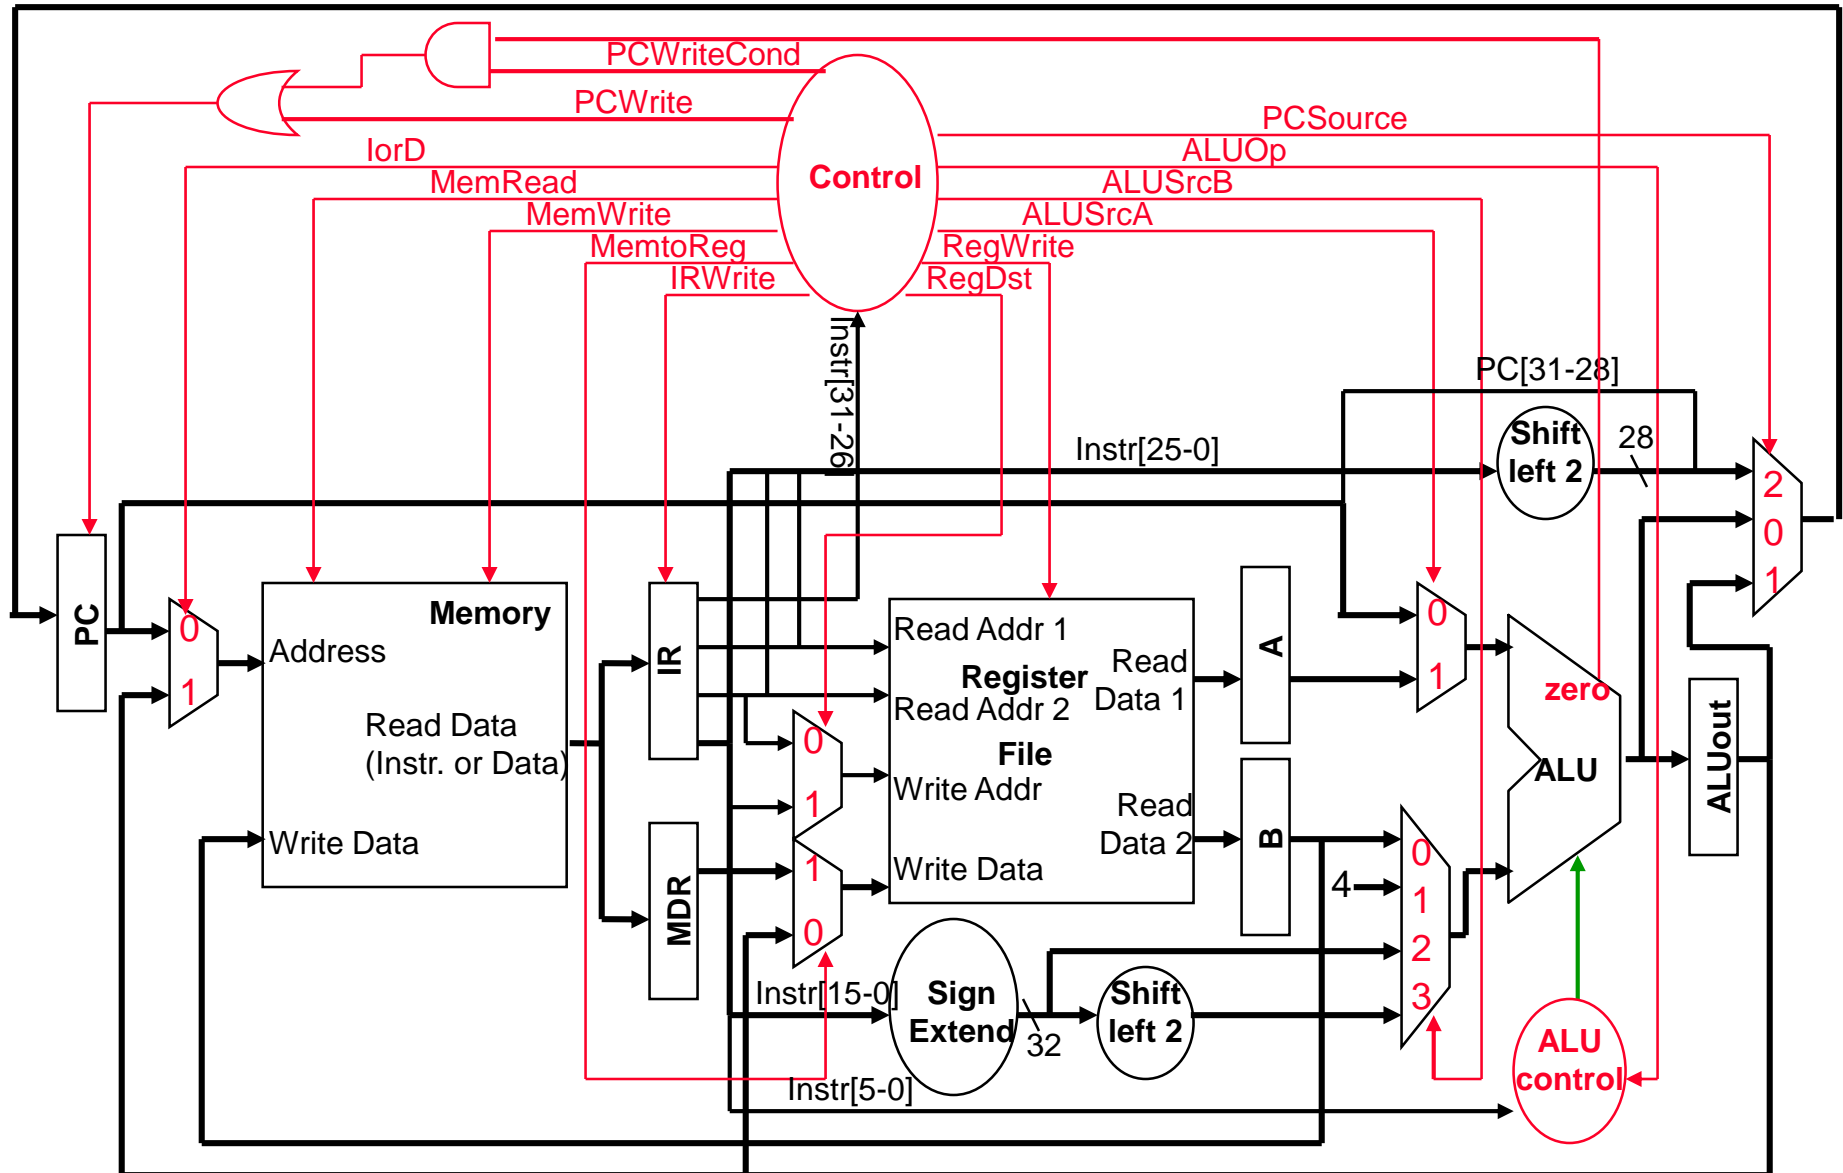 PCWriteCond
PCWrite
PCSource
IorD
ALUOp
MemRead
Control
ALUSrcB
MemWrite
ALUSrcA
MemtoReg
RegWrite
IRWrite
RegDst
Instr[31-26]
PC[31-28]
Instr[25-0]
Shift
left 2
28
2
0
1
PC
0
1
Memory
Address
Read Data
(Instr. or Data)
Write Data
IR
MDR
Read Addr 1
Register
Read Addr 2
File
Write Addr
Write Data
Read
Data 1
Read
Data 2
0
1
1
0
A
B
0
1
zero
ALU
ALUout
4
0
1
2
3
Instr[15-0]
Sign
Extend
32
Shift
left 2
Instr[5-0]
ALU
control